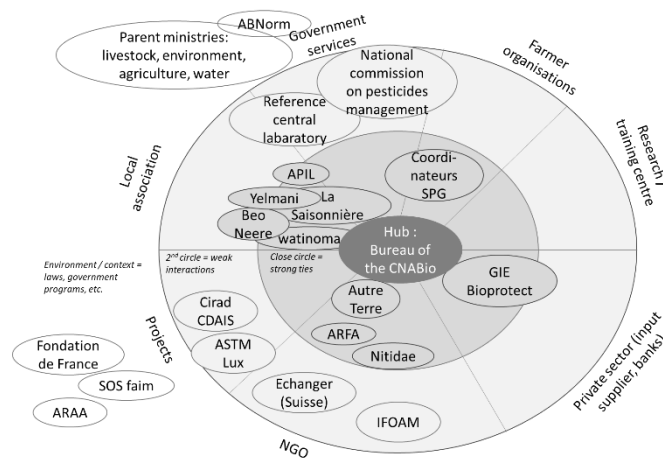 ABNorm
Parent ministries:
livestock, environment,
agriculture, water
Government
services
National
commission
on pesticides
management
Farmer
organisations
Reference
central
labaratory
Research /
training centre
Local
association
APIL
Coordi-
nateurs
SPG
Yelmani
La
Saisonnière
Beo
Neere
watinoma
Hub :
Bureau of
the CNABio
Environment / context =
laws, government
programs, etc.
2nd circle = weak
interactions
Close circle =
strong ties
GIE
Bioprotect
Autre
Terre
Cirad
CDAIS
Projects
ARFA
Nitidae
ASTM
Lux
Fondation
de France
SOS faim
ARAA
Echanger
(Suisse)
IFOAM
NGO
Private sector (input
supplier, banks)